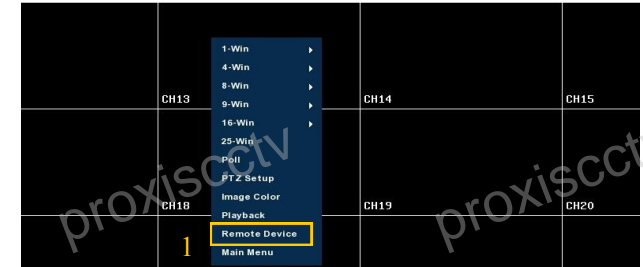 1-Win
4-Win
8-Win
CH13
9-Win
CH14
CH15
16-Win
25-Win
Poll
PTZ Setup
Image Color
CH18
CH19
CH20
Playback
Remote Device
1
Main Menu
proxiscctv
proxiscct